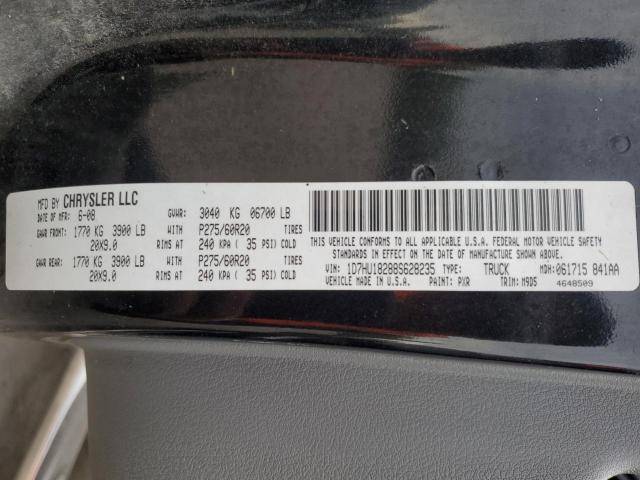 MFD BY CHRYSLER LLC
DATE OF MFR: 6-08 GVWR: 3040 KG 06700 LB
GAWR FRONT: 1770 KG 3900 LB WITH P275/60R20 TIRES
20X9.0 RIMS AT 240 KPA ( 35 PSI) COLD
GAWR REAR: 1770 KG 3900 LB WITH P275/60R20 TIRES
20X9.0 RIMS AT 240 KPA ( 35 PSI) COLD
THIS VEHICLE CONFORMS TO ALL APPLICABLE U.S.A. FEDERAL MOTOR VEHICLE SAFETY
STANDARDS IN EFFECT ON THE DATE OF MANUFACTURE SHOWN ABOVE.
VIN: 1D7HU18288S628235 TYPE: TRUCK MDH: 061715 841AA
VEHICLE MADE IN U.S.A. PAINT: PXR TRIM: M9D5 4648509